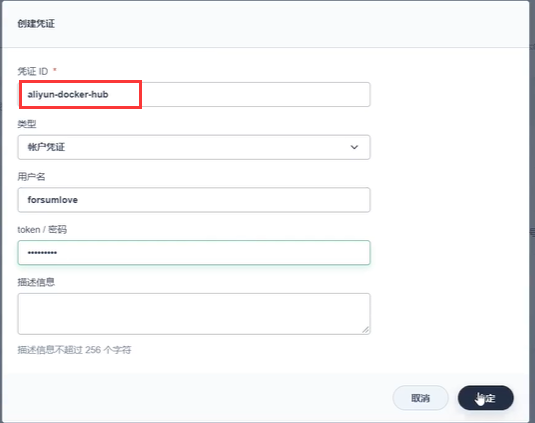 创建凭证
凭证 ID *
aliyun-docker-hub
类型
帐户凭证
用户名
forsumlove
token / 密码
•••••••••
描述信息
描述信息不超过 256 个字符
取消
定